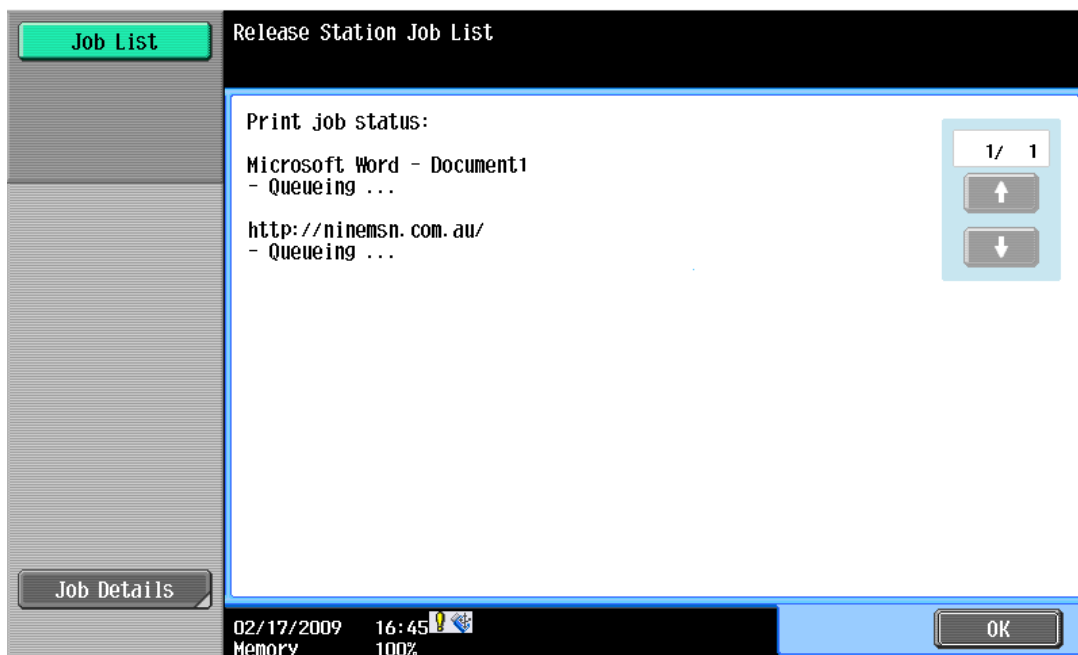 Job List
Release Station Job List
Print job status:
Microsoft Word - Document1
- Queueing ...
http://ninemsn.com.au/
- Queueing ...
1/ 1
Job Details
02/17/2009 16:45
Memory 100%
OK